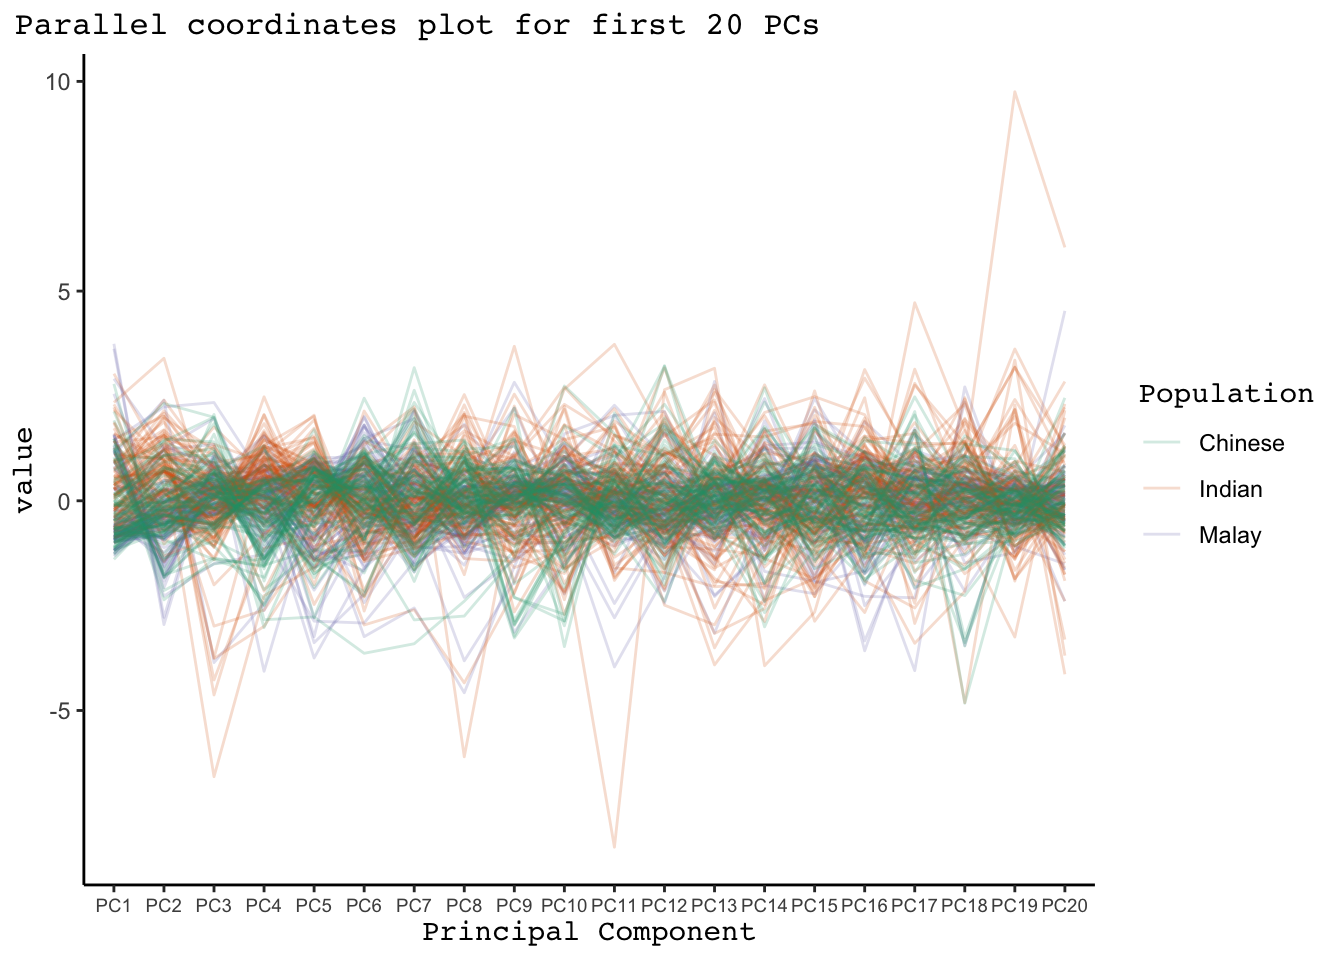 Parallel coordinates plot for first 20 PCs
10
5
0
-5
value
PC1 PC2 PC3 PC4 PC5 PC6 PC7 PC8 PC9 PC10 PC11 PC12 PC13 PC14 PC15 PC16 PC17 PC18 PC19 PC20
Principal Component
Population
Chinese
Indian
Malay